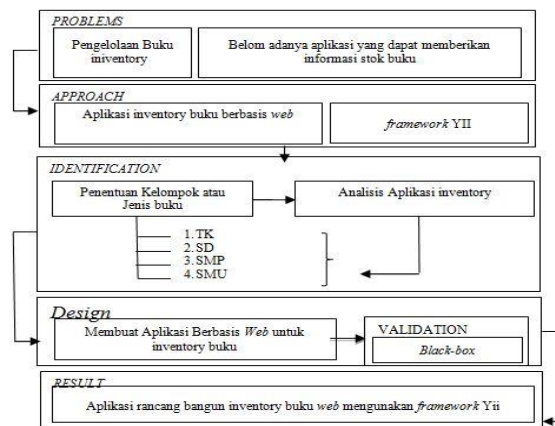 PROBLEMS
Pengelolaan Buku
iniventory
Belom adanya aplikasi yang dapat memberikan
informasi stok buku
APPROACH
Aplikasi inventory buku berbasis web
framework YII
IDENTIFICATION
Penentuan Kelompok atau
Jenis buku
Analisis Aplikasi inventory
1.TK
2.SD
3.SMP
4.SMU
Design
Membuat Aplikasi Berbasis Web untuk
inventory buku
VALIDATION
Black-box
RESULT
Aplikasi rancang bangun inventory buku web mengunakan framework Yii